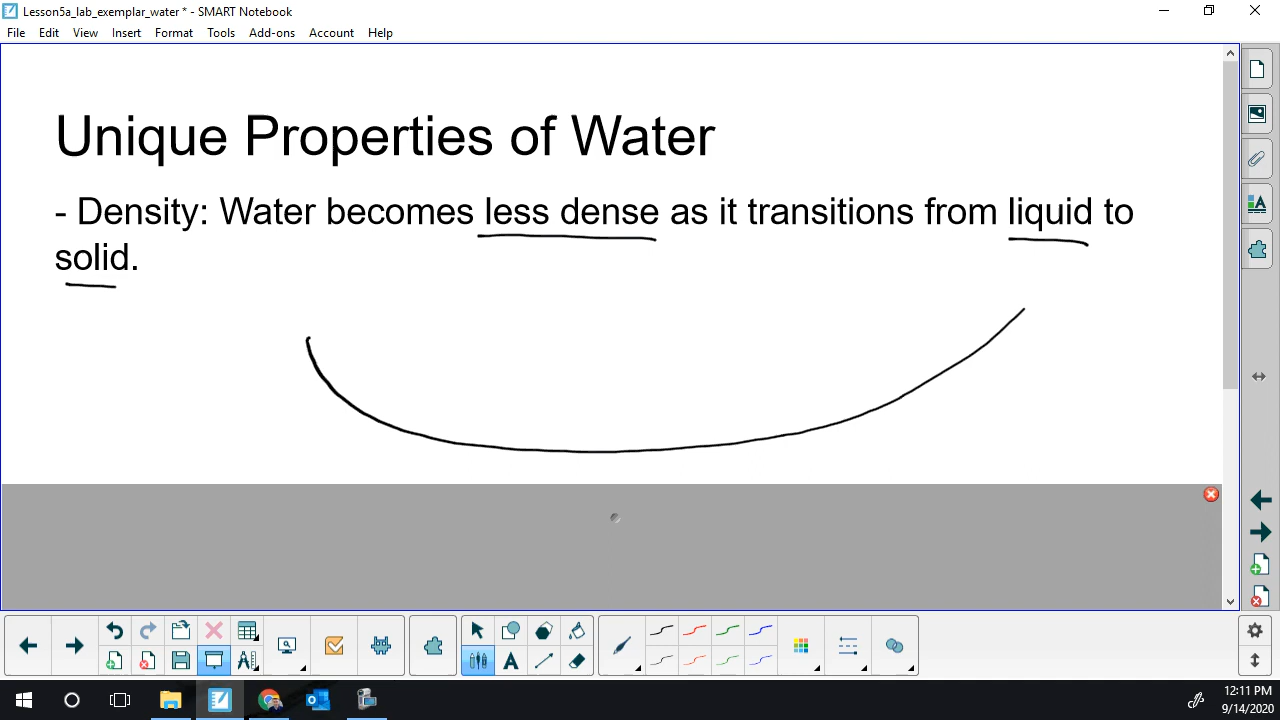 Lesson5a_lab_exemplar_water * - SMART Notebook
File Edit View Insert Format Tools Add-ons Account Help
Unique Properties of Water
- Density: Water becomes less dense as it transitions from liquid to
solid.
12:11 PM
9/14/2020